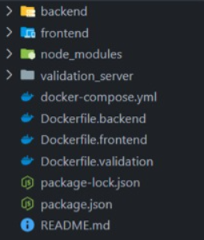 backend
frontend
node_modules
validation_server
docker-compose.yml
Dockerfile.backend
Dockerfile.frontend
Dockerfile.validation
package-lock.json
package.json
README.md